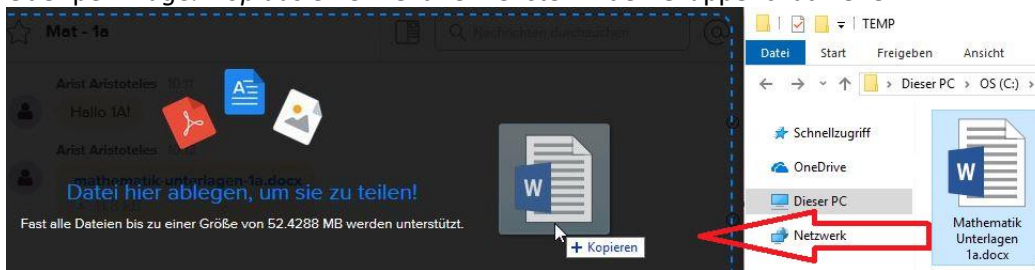 Mat - 1a
Nachrichten durchsuchen
Arist Aristoteles 10:11
Hallo 1A!
Arist Aristoteles
mathematik-unterlagen-1a.docx
Datei hier ablegen, um sie zu teilen!
Fast alle Dateien bis zu einer Größe von 52.4288 MB werden unterstützt.
W
+ Kopieren
TEMP
Datei Start Freigeben Ansicht
Dieser PC > OS (C:) >
Schnellzugriff
OneDrive
Dieser PC
Netzwerk
W
Mathematik
Unterlagen
1a.docx